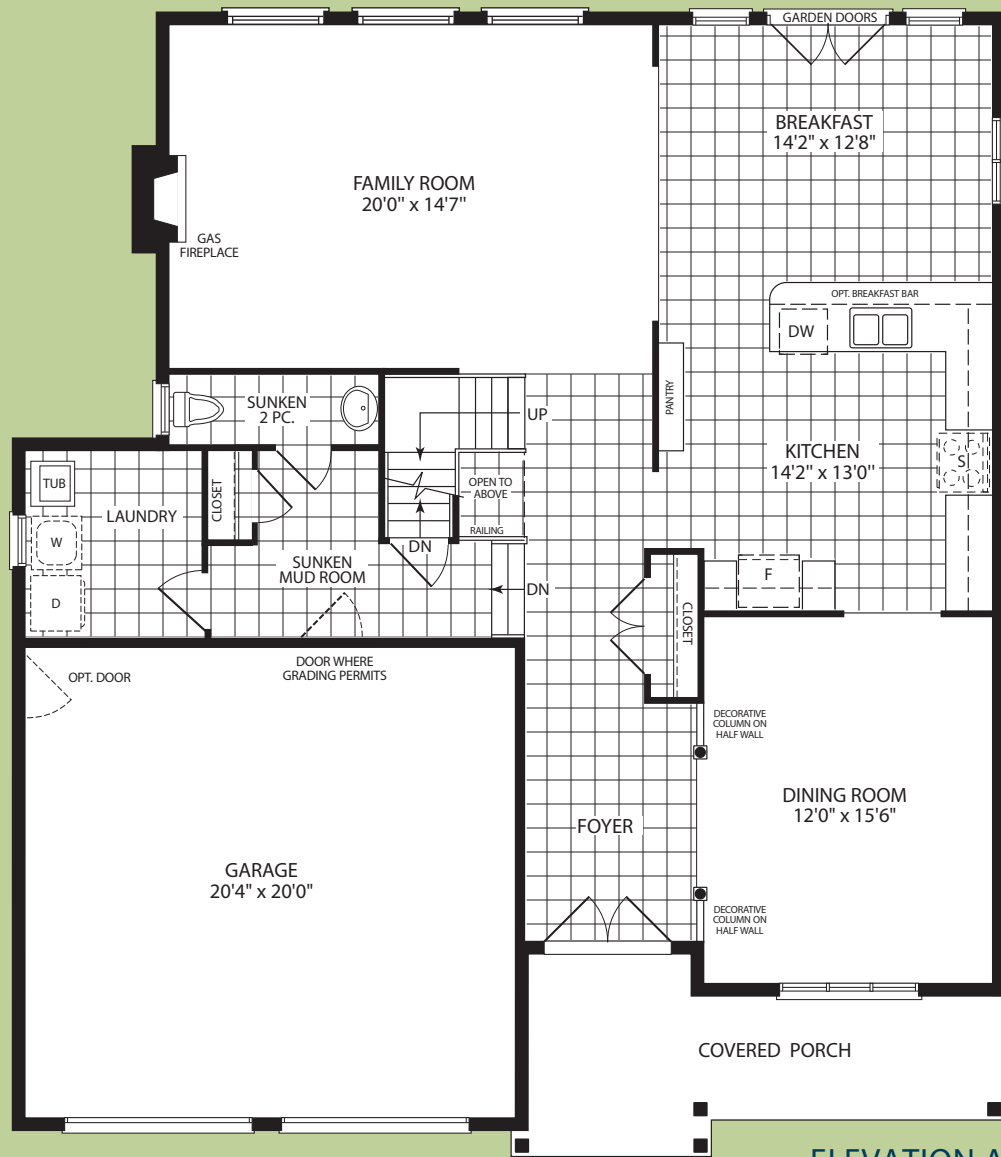 GARDEN DOORS
BREAKFAST
14'2" x 12'8"
FAMILY ROOM
20'0" x 14'7"
GAS
FIREPLACE
OPT. BREAKFAST BAR
DW
SUNKEN
2 PC.
UP
PANTRY
KITCHEN
14'2" x 13'0"
S
TUB
LAUNDRY
CLOSET
OPEN TO
ABOVE
RAILING
W
DN
SUNKEN
MUD ROOM
D
DN
F
CLOSET
OPT. DOOR
DOOR WHERE
GRADING PERMITS
DECORATIVE
COLUMN ON
HALF WALL
DINING ROOM
12'0" x 15'6"
FOYER
GARAGE
20'4" x 20'0"
DECORATIVE
COLUMN ON
HALF WALL
COVERED PORCH
ELEVATION A